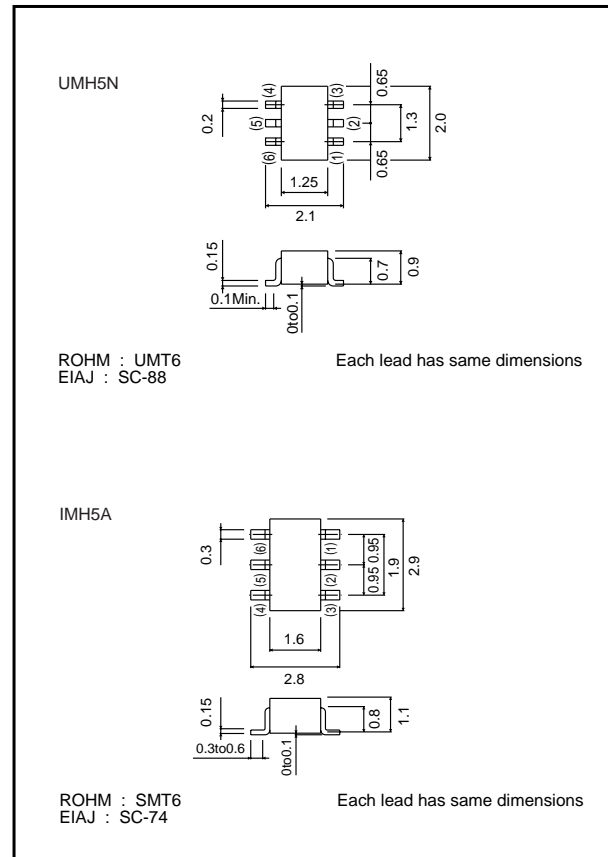 UMH5N
(4)
(3)
0.65
0.2
(5)
(2)
1.3
2.0
(6)
(1)
0.65
1.25
2.1
0.15
0.1Min.
0to0.1
0.7
0.9
ROHM : UMT6
Each lead has same dimensions
EIAJ : SC-88
IMH5A
0.3
(6)
(1)
0.95
(5)
(2)
0.95
1.9
2.9
(4)
(3)
1.6
2.8
0.15
0.3to0.6
0to0.1
0.8
1.1
ROHM : SMT6
Each lead has same dimensions
EIAJ : SC-74